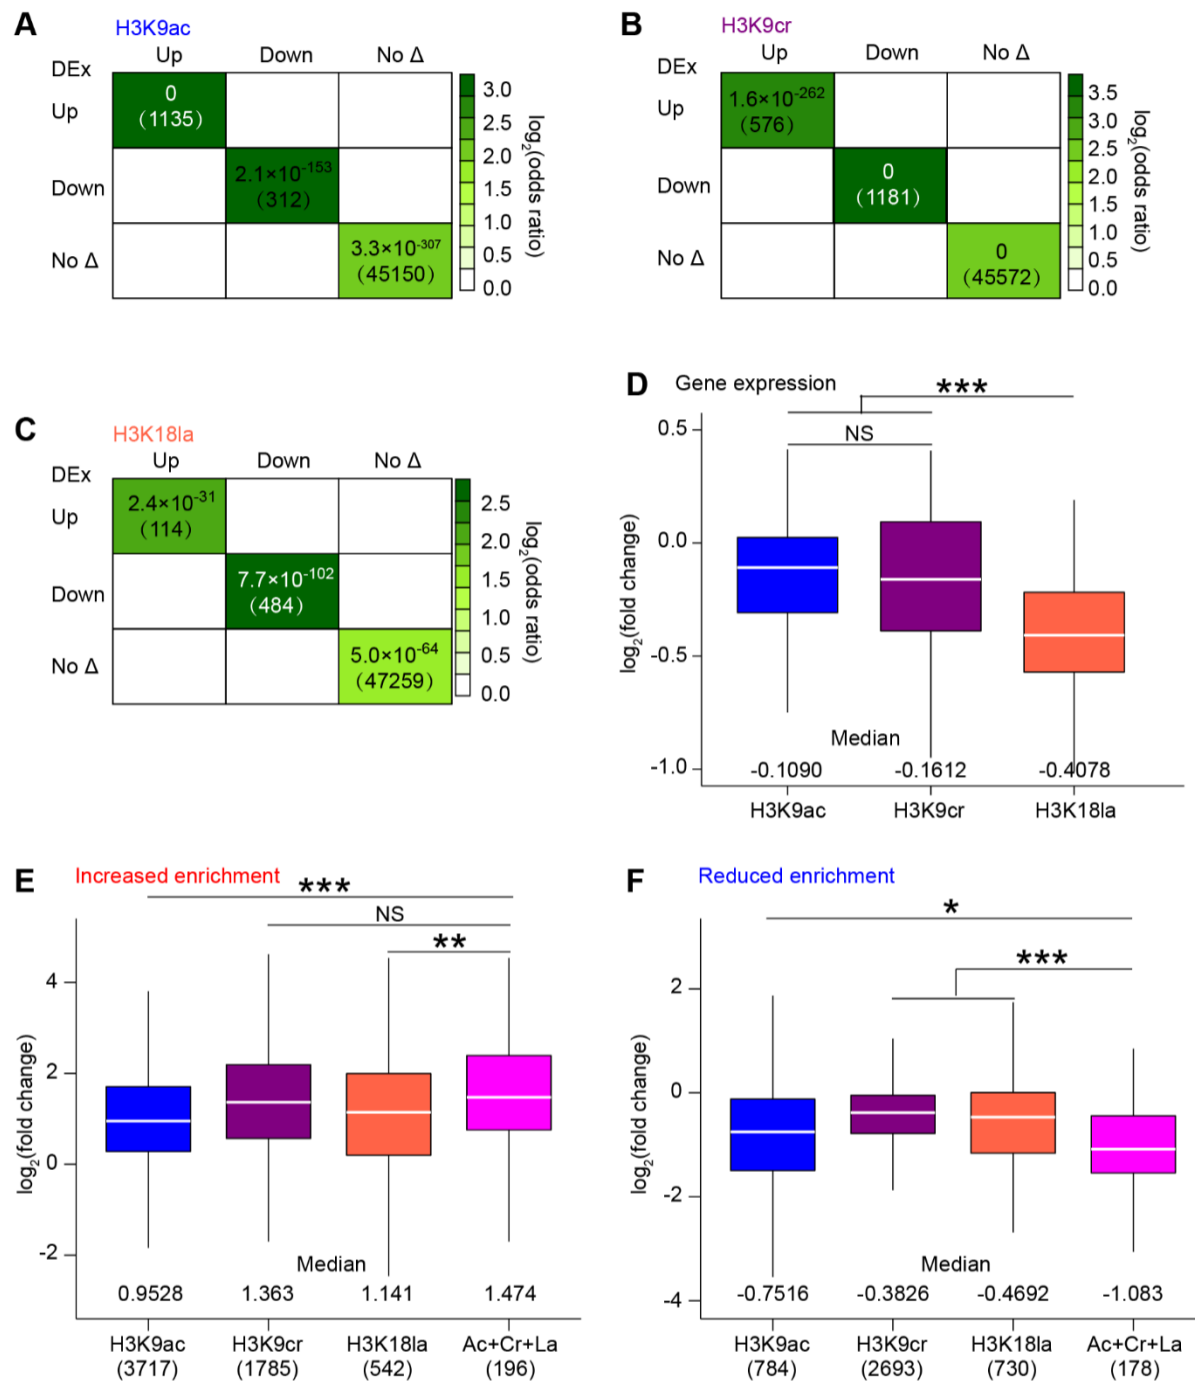 A
H3K9ac
DEx
Up Down No Δ
Up
0
(1135)
Down
2.1×10⁻¹⁵³
(312)
No Δ
3.3×10⁻³⁰⁷
(45150)
3.0
2.5
2.0
1.5
1.0
0.5
0.0
log₂(odds ratio)
B
H3K9cr
DEx
Up Down No Δ
Up
1.6×10⁻²⁶²
(576)
Down
0
(1181)
No Δ
0
(45572)
3.5
3.0
2.5
2.0
1.5
1.0
0.5
0.0
log₂(odds ratio)
C
H3K18la
DEx
Up Down No Δ
Up
2.4×10⁻³¹
(114)
Down
7.7×10⁻¹⁰²
(484)
No Δ
5.0×10⁻⁶⁴
(47259)
2.5
2.0
1.5
1.0
0.5
0.0
log₂(odds ratio)
D
Gene expression
***
NS
0.5
0.0
-0.5
-1.0
log₂(fold change)
Median
-0.1090 -0.1612 -0.4078
H3K9ac H3K9cr H3K18la
E
Increased enrichment
***
NS
**
4
2
0
-2
log₂(fold change)
Median
0.9528 1.363 1.141 1.474
H3K9ac H3K9cr H3K18la Ac+Cr+La
(3717) (1785) (542) (196)
F
Reduced enrichment
*
***
2
0
-2
-4
log₂(fold change)
Median
-0.7516 -0.3826 -0.4692 -1.083
H3K9ac H3K9cr H3K18la Ac+Cr+La
(784) (2693) (730) (178)